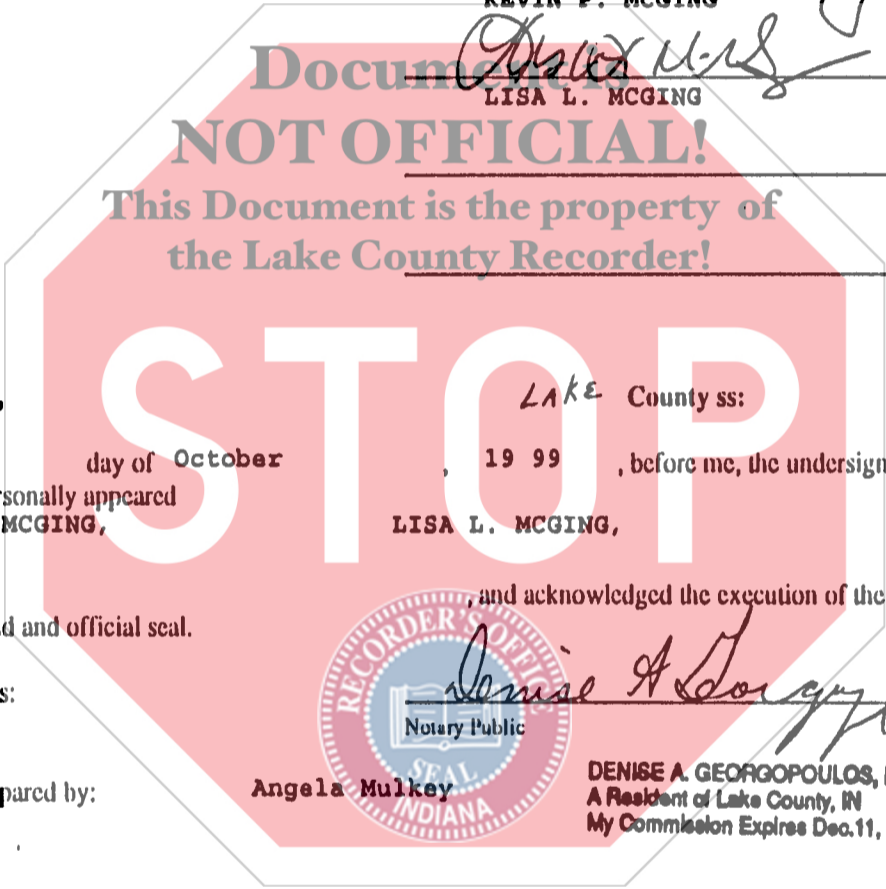 KEVIN P. MCGING
Document is
LISA L. MCGING
NOT OFFICIAL!
This Document is the property of
the Lake County Recorder!
STOP
LAKE County ss:
day of October , 19 99 , before me, the undersign
rsonally appeared
MCGING, LISA L. MCGING,
, and acknowledged the execution of the
d and official seal.
RECORDER'S OFFICE
SEAL
INDIANA
s:
Denise A
Notary Public
pared by: Angela Mulkey
DENISE A. GEORGOPOULOS,
A Resident of Lake County, IN
My Commission Expires Dec.11,